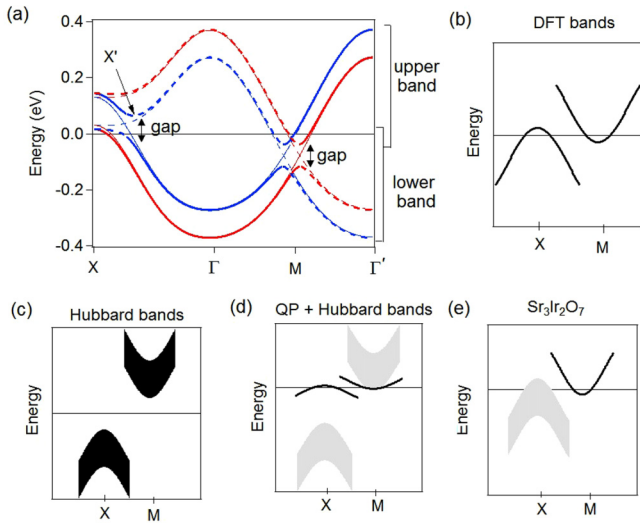 (a)
0.4
0.2
0.0
-0.2
-0.4
Energy (eV)
X'
gap
gap
X
Γ
M
Γ'
upper
band
lower
band
(b)
DFT bands
Energy
X
M
(c)
Hubbard bands
Energy
X
M
(d)
QP + Hubbard bands
Energy
X
M
(e)
Sr₃Ir₂O₇
Energy
X
M